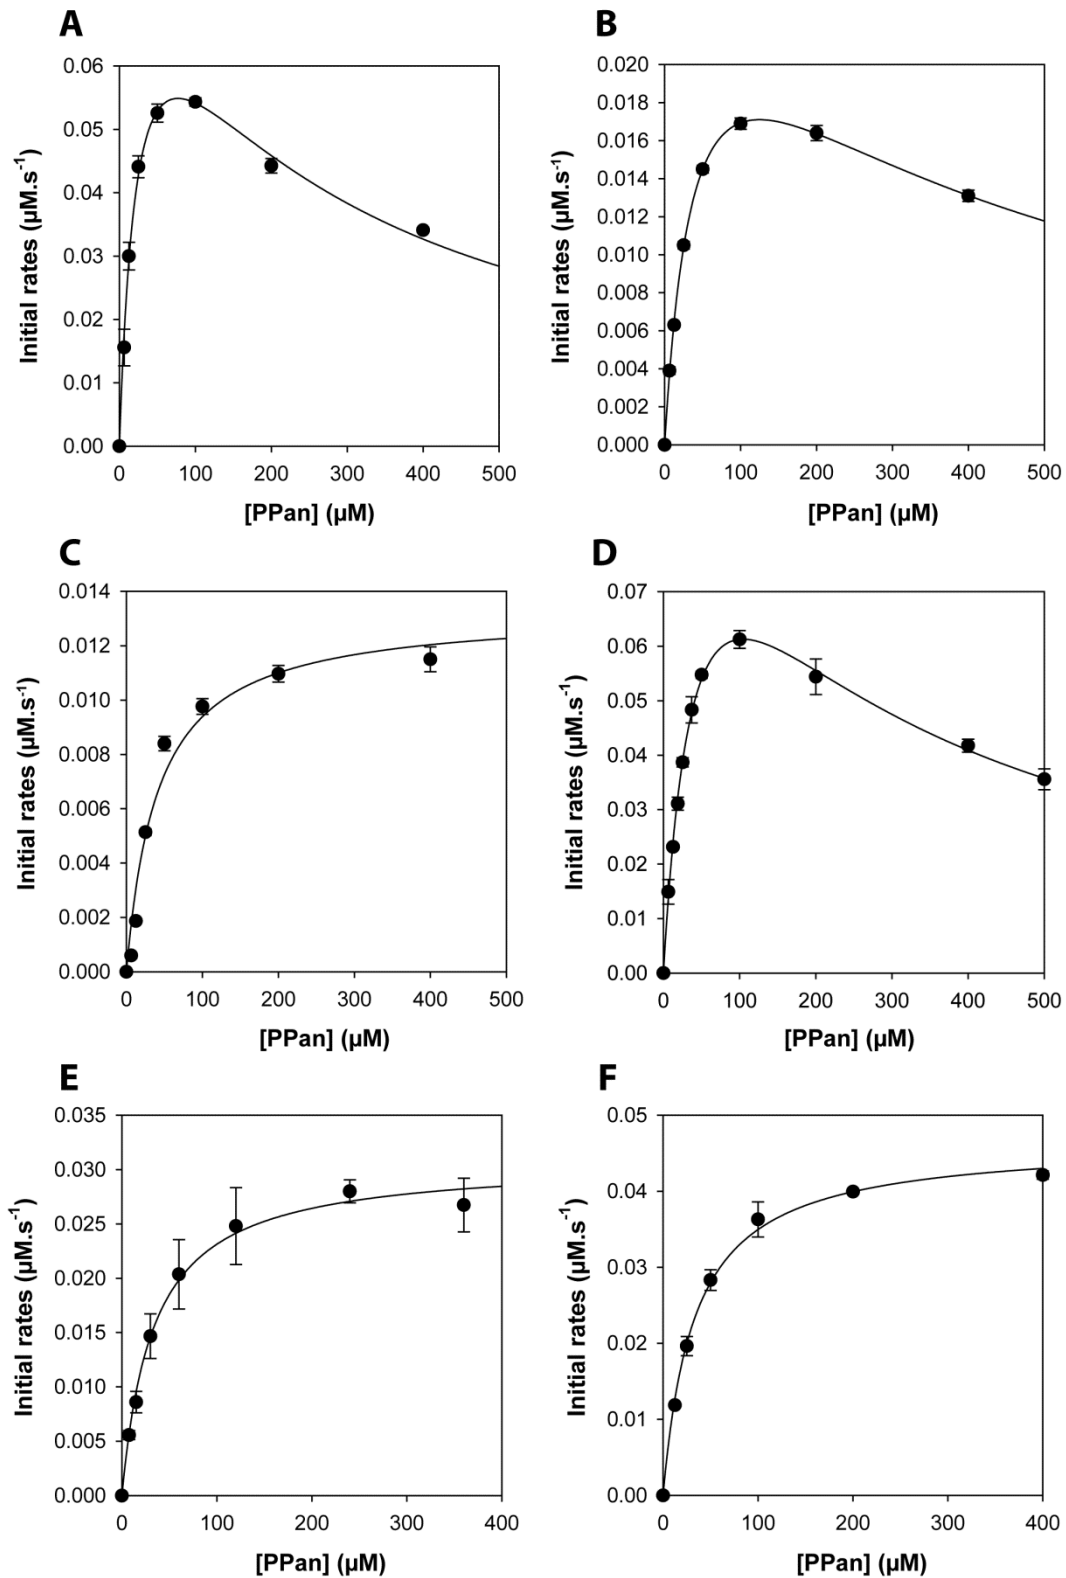 A
B
0.06
0.05
0.04
0.03
0.02
0.01
0.00
Initial rates (µM.s-1)
0 100 200 300 400 500
[PPan] (µM)
0.020
0.018
0.016
0.014
0.012
0.010
0.008
0.006
0.004
0.002
0.000
Initial rates (µM.s-1)
0 100 200 300 400 500
[PPan] (µM)
C
D
0.014
0.012
0.010
0.008
0.006
0.004
0.002
0.000
Initial rates (µM.s-1)
0 100 200 300 400 500
[PPan] (µM)
0.07
0.06
0.05
0.04
0.03
0.02
0.01
0.00
Initial rates (µM.s-1)
0 100 200 300 400 500
[PPan] (µM)
E
F
0.035
0.030
0.025
0.020
0.015
0.010
0.005
0.000
Initial rates (µM.s-1)
0 100 200 300 400
[PPan] (µM)
0.05
0.04
0.03
0.02
0.01
0.00
Initial rates (µM.s-1)
0 100 200 300 400
[PPan] (µM)